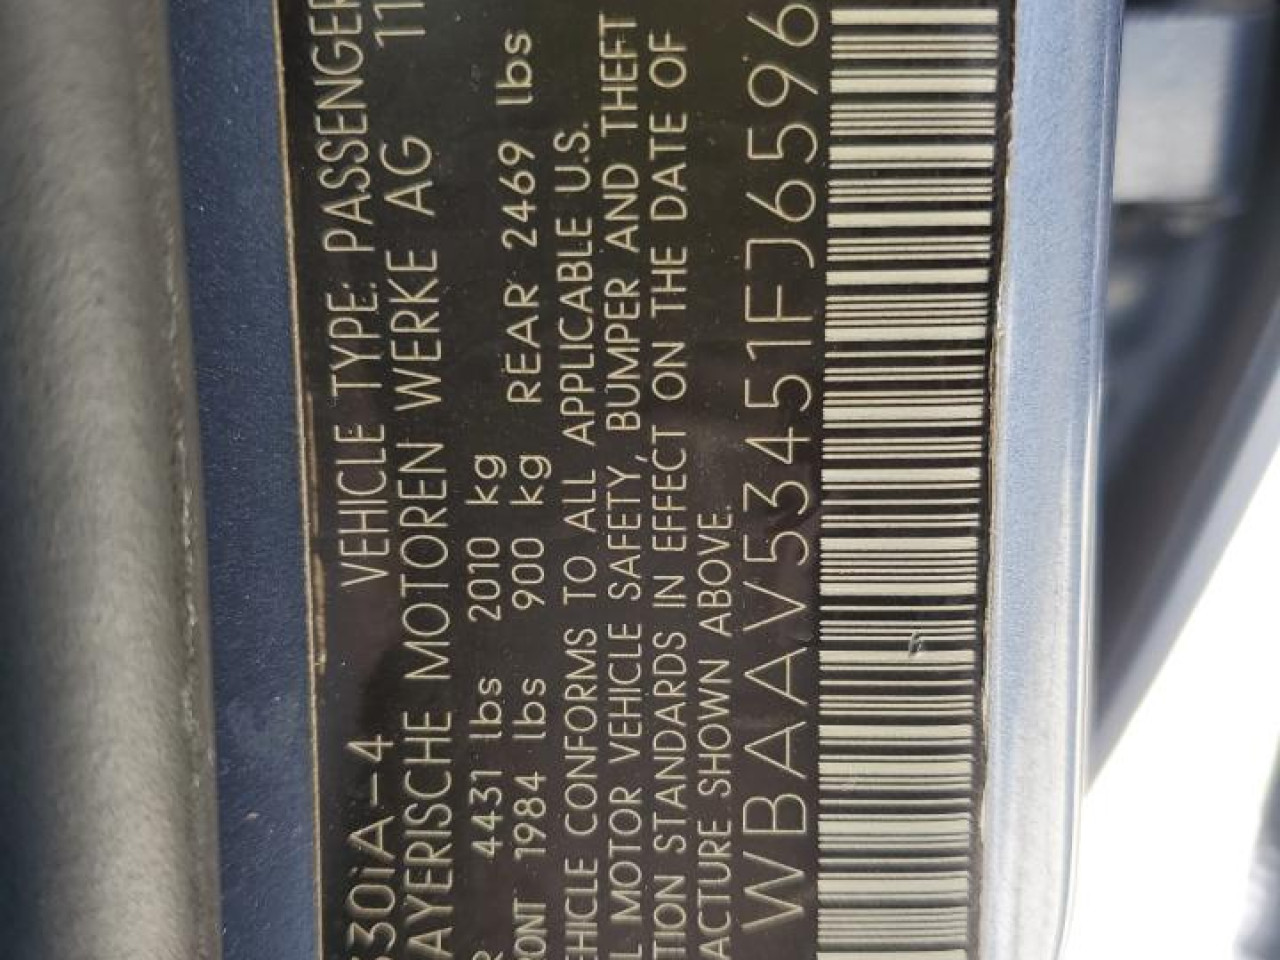 330iA-4 VEHICLE TYPE: PASSENGER
AYERISCHE MOTOREN WERKE AG 11
R 4431 lbs 2010 kg
RONT 1984 lbs 900 kg REAR 2469 lbs
EHICLE CONFORMS TO ALL APPLICABLE U.S.
L MOTOR VEHICLE SAFETY, BUMPER AND THEFT
TION STANDARDS IN EFFECT ON THE DATE OF
ACTURE SHOWN ABOVE.
WBAAV53451FJ6596